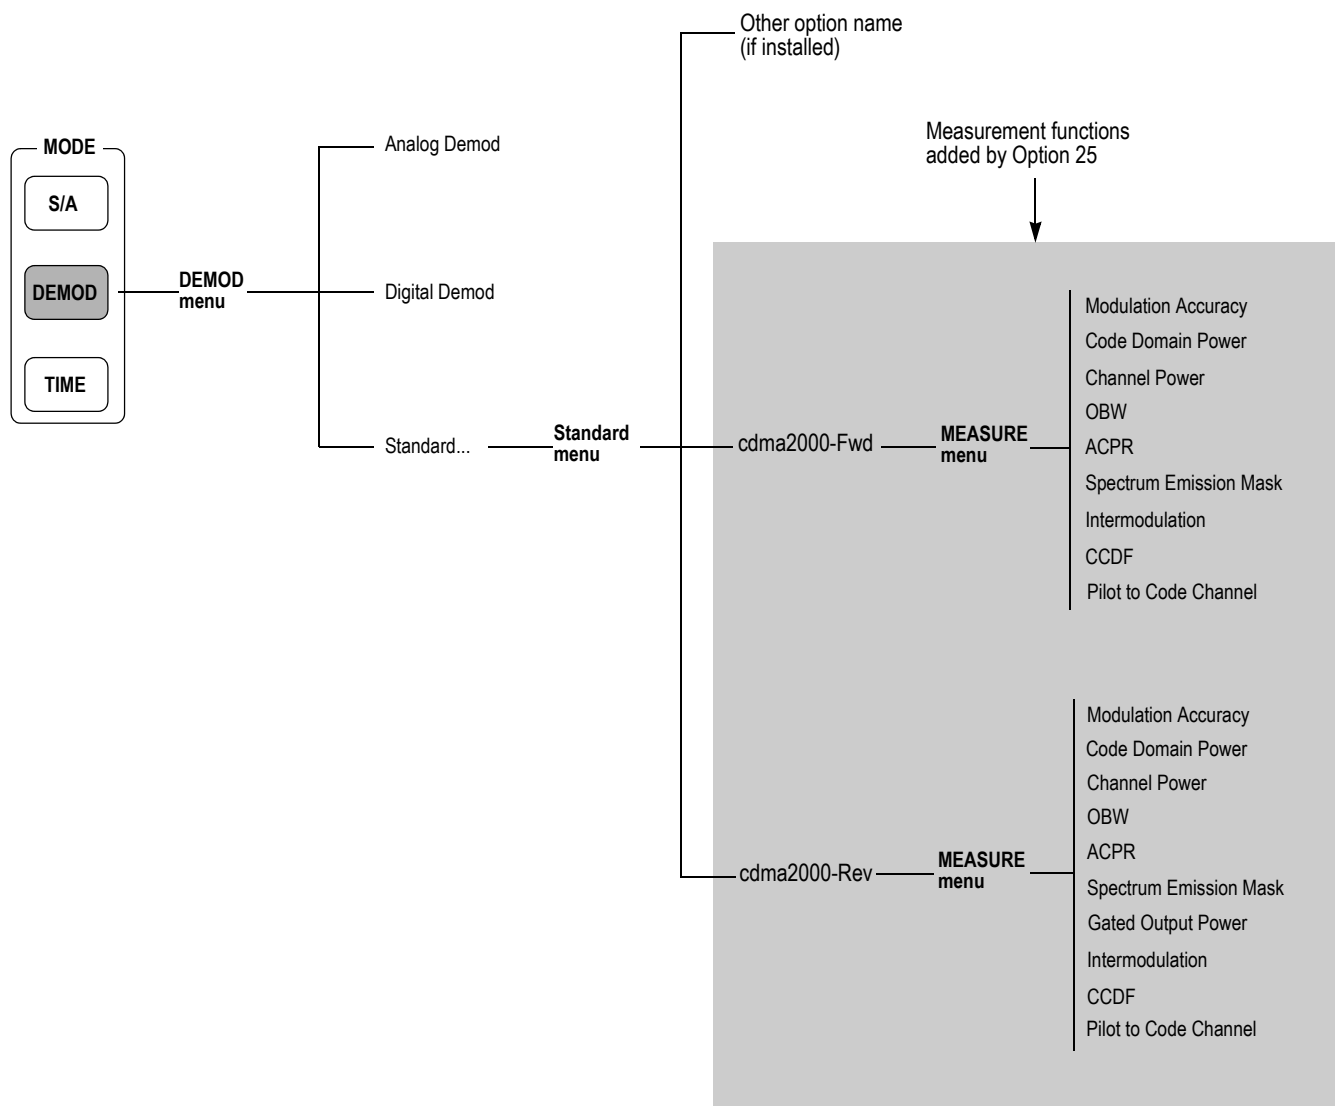 Other option name
(if installed)
Measurement functions
added by Option 25
MODE
S/A
DEMOD
TIME
DEMOD
menu
Analog Demod
Digital Demod
Standard...
Standard
menu
cdma2000-Fwd
MEASURE
menu
Modulation Accuracy
Code Domain Power
Channel Power
OBW
ACPR
Spectrum Emission Mask
Intermodulation
CCDF
Pilot to Code Channel
cdma2000-Rev
MEASURE
menu
Modulation Accuracy
Code Domain Power
Channel Power
OBW
ACPR
Spectrum Emission Mask
Gated Output Power
Intermodulation
CCDF
Pilot to Code Channel